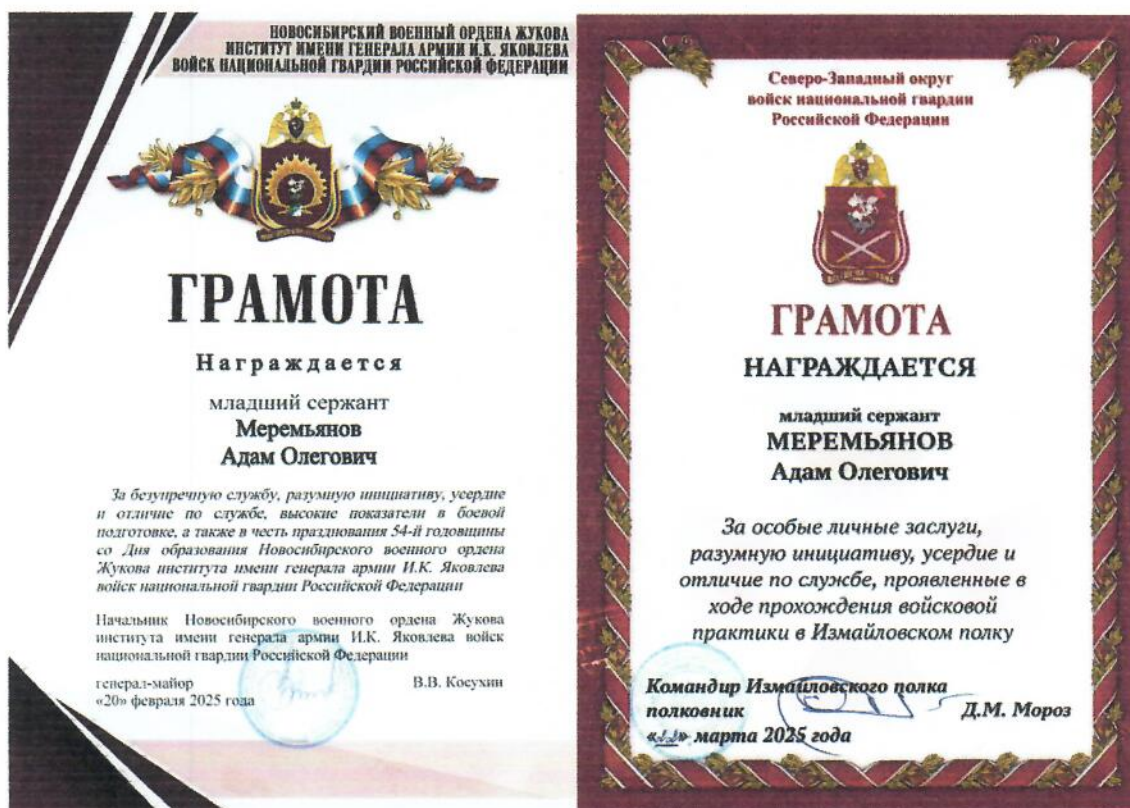 НОВОСИБИРСКИЙ ВОЕННЫЙ ОРДЕНА ЖУКОВА
ИНСТИТУТ ИМЕНИ ГЕНЕРАЛА АРМИИ И.К. ЯКОВЛЕВА
ВОЙСК НАЦИОНАЛЬНОЙ ГВАРДИИ РОССИЙСКОЙ ФЕДЕРАЦИИ
ГРАМОТА
Награждается
младший сержант
Меремьянов
Адам Олегович
За безупречную службу, разумную инициативу, усердие
и отличие по службе, высокие показатели в боевой
подготовке, а также в честь празднования 54-й годовщины
со Дня образования Новосибирского военного ордена
Жукова института имени генерала армии И.К. Яковлева
войск национальной гвардии Российской Федерации
Начальник Новосибирского военного ордена Жукова
института имени генерала армии И.К. Яковлева войск
национальной гвардии Российской Федерации
генерал-майор В.В. Косухин
«20» февраля 2025 года
Северо-Западный округ
войск национальной гвардии
Российской Федерации
ГРАМОТА
НАГРАЖДАЕТСЯ
младший сержант
МЕРЕМЬЯНОВ
Адам Олегович
За особые личные заслуги,
разумную инициативу, усердие и
отличие по службе, проявленные в
ходе прохождения войсковой
практики в Измайловском полку
Командир Измайловского полка
полковник Д.М. Мороз
марта 2025 года